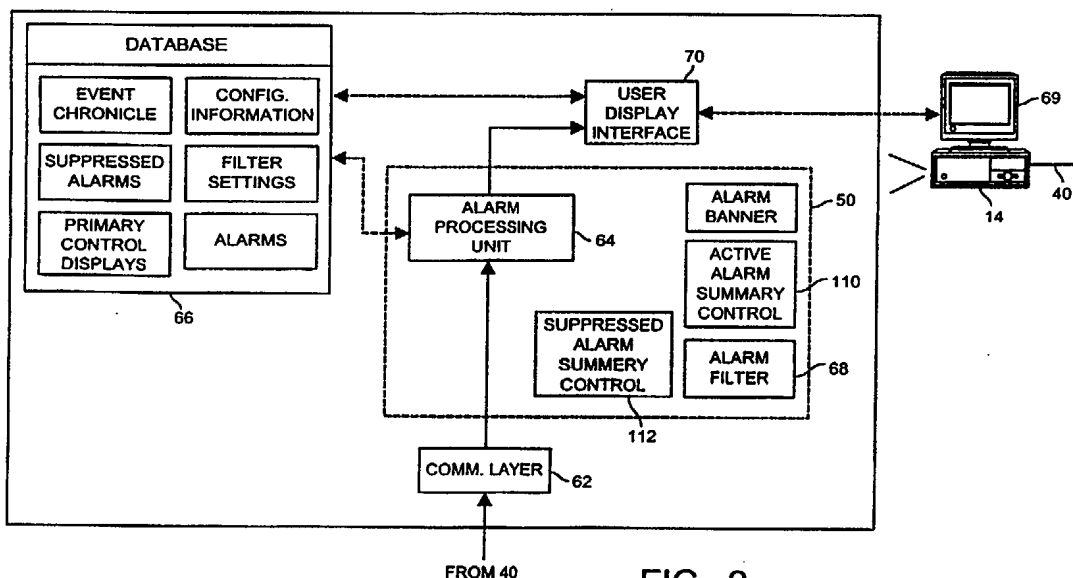 DATABASE
EVENT
CHRONICLE
CONFIG.
INFORMATION
SUPPRESSED
ALARMS
FILTER
SETTINGS
PRIMARY
CONTROL
DISPLAYS
ALARMS
66
70
USER
DISPLAY
INTERFACE
69
14
40
ALARM
PROCESSING
UNIT
64
ALARM
BANNER
50
ACTIVE
ALARM
SUMMARY
CONTROL
110
SUPPRESSED
ALARM
SUMMERY
CONTROL
112
ALARM
FILTER
68
COMM. LAYER
62
FROM 40